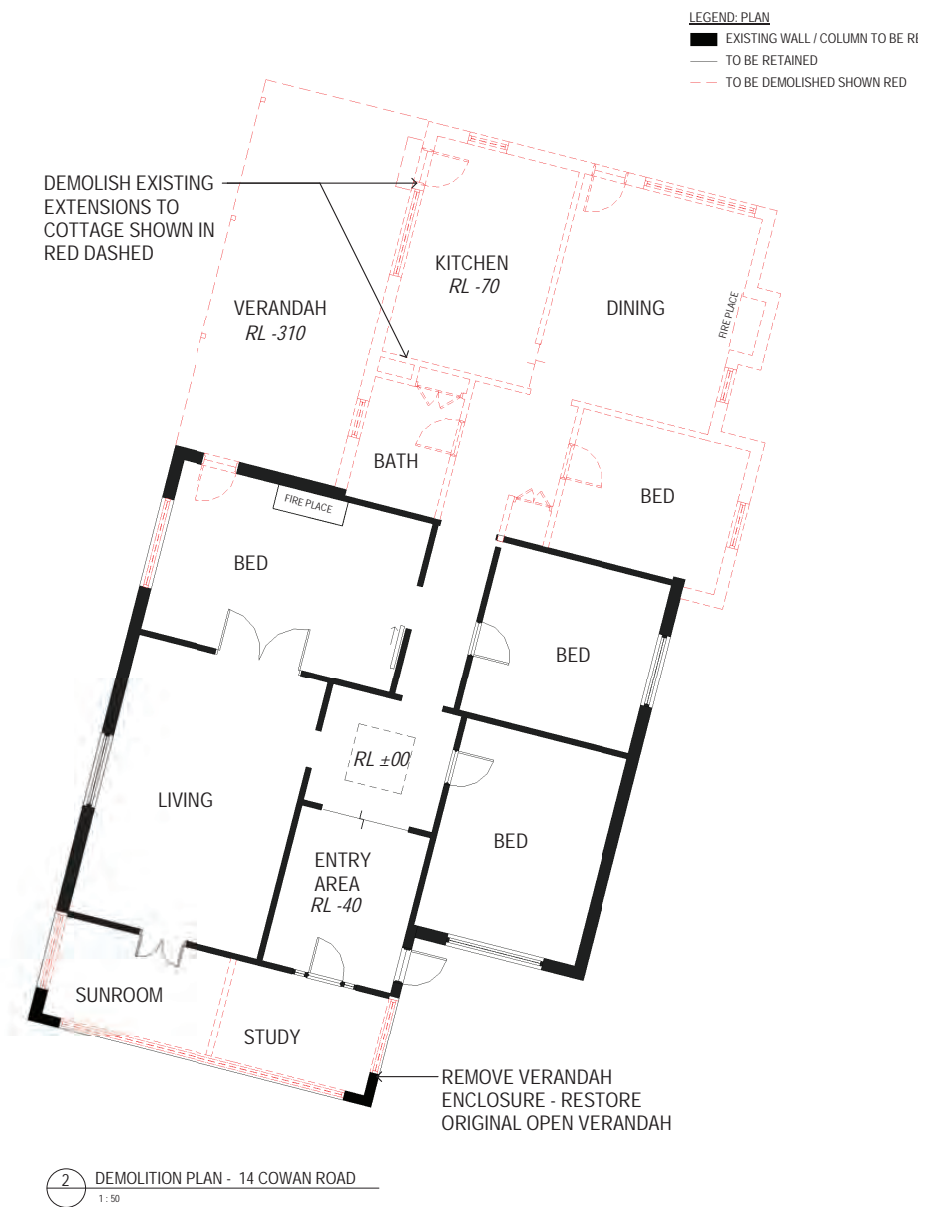 LEGEND: PLAN
EXISTING WALL / COLUMN TO BE RE
TO BE RETAINED
TO BE DEMOLISHED SHOWN RED
DEMOLISH EXISTING
EXTENSIONS TO
COTTAGE SHOWN IN
RED DASHED
KITCHEN
RL -70
VERANDAH
RL -310
DINING
FIRE PLACE
BATH
BED
FIRE PLACE
BED
BED
RL ±00
LIVING
BED
ENTRY
AREA
RL -40
SUNROOM
STUDY
REMOVE VERANDAH
ENCLOSURE - RESTORE
ORIGINAL OPEN VERANDAH
2 DEMOLITION PLAN - 14 COWAN ROAD
1 : 50